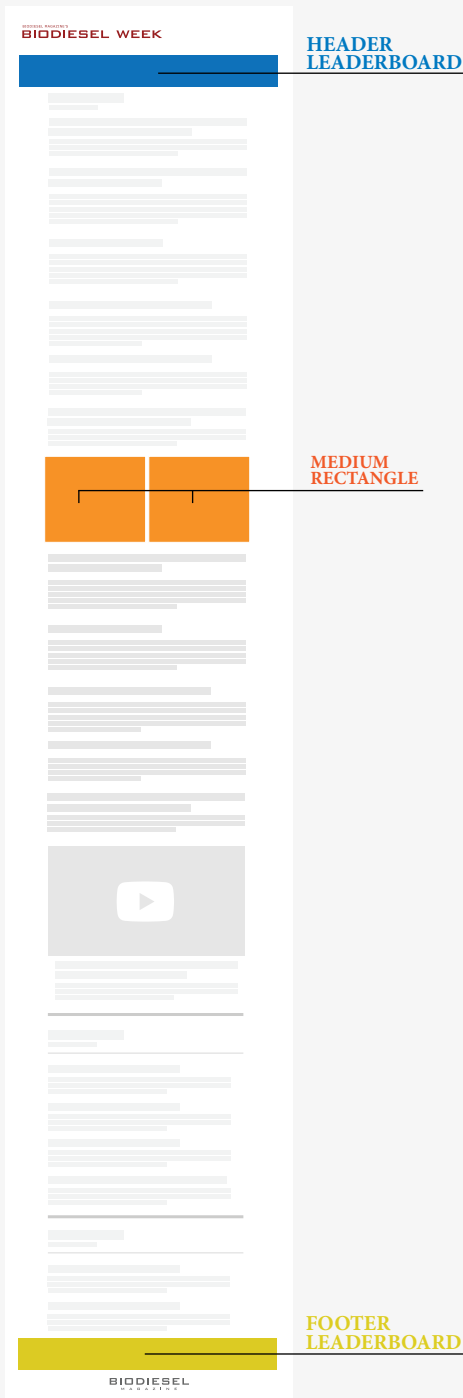 BIODIESEL MAGAZINE'S
BIODIESEL WEEK
HEADER
LEADERBOARD
MEDIUM
RECTANGLE
FOOTER
LEADERBOARD
BIODIESEL
MAGAZINE